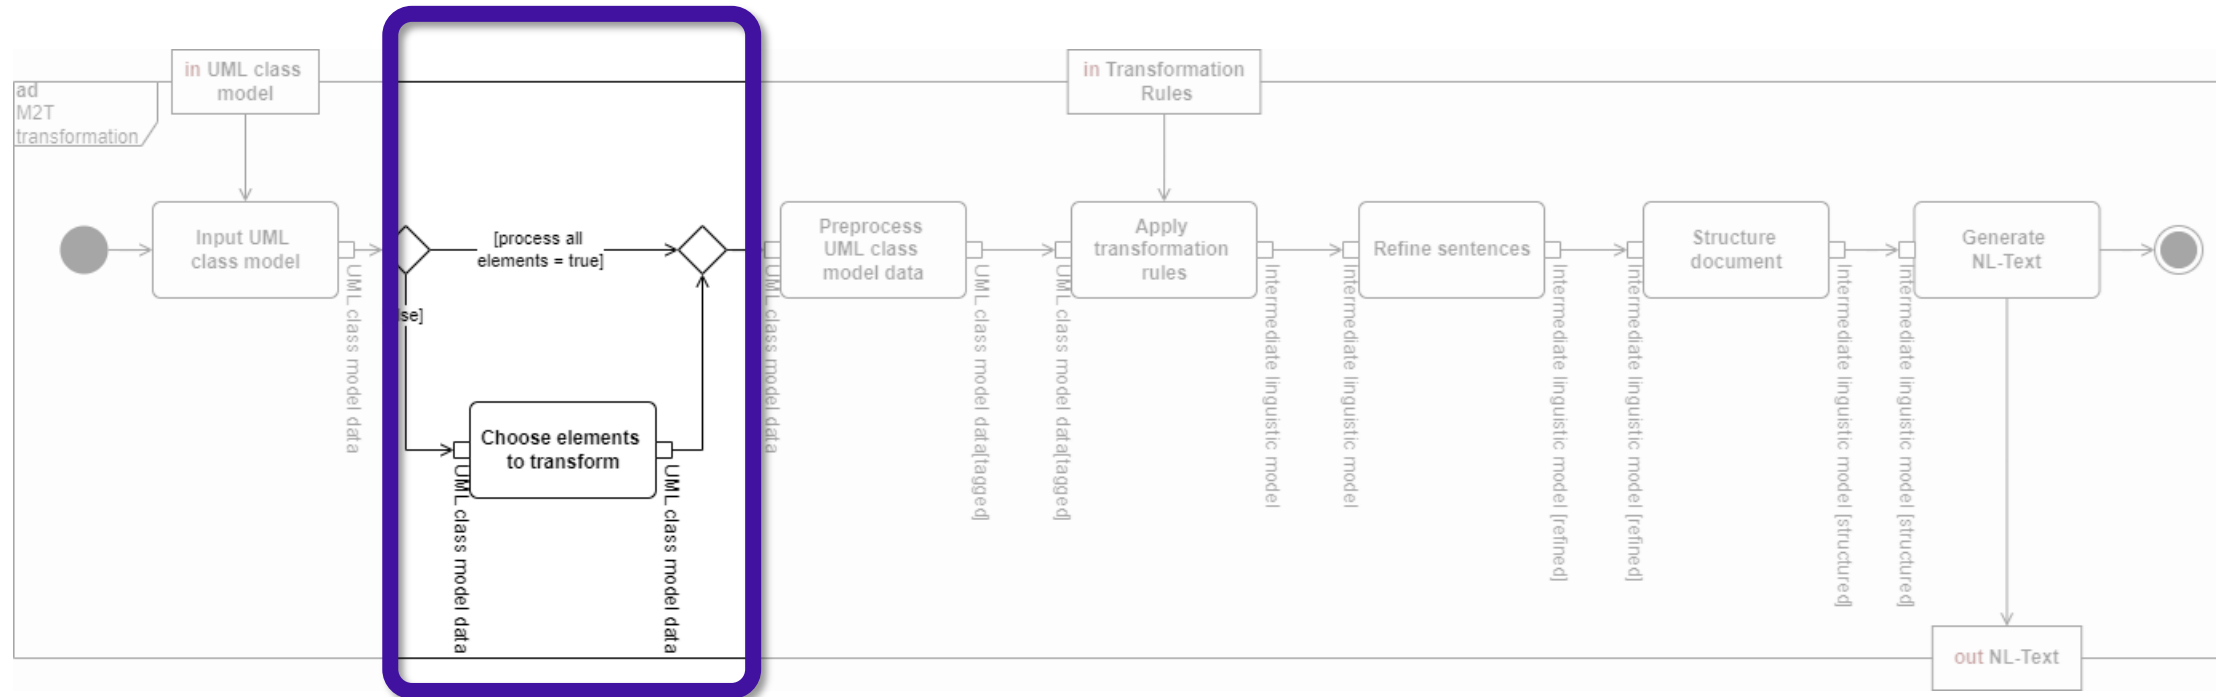 in UML class
model
in Transformation
Rules
ad
M2T
transformation
Input UML
class model
UML class model data
[process all
elements = true]
se]
Choose elements
to transform
UML class model data
UML class model data
UML class model data
Preprocess
UML class
model data
UML class model data[tagged]
UML class model data[tagged]
Apply
transformation
rules
Intermediate linguistic model
Intermediate linguistic model
Refine sentences
Intermediate linguistic model [refined]
Intermediate linguistic model [refined]
Structure
document
Intermediate linguistic model [structured]
Intermediate linguistic model [structured]
Generate
NL-Text
out NL-Text